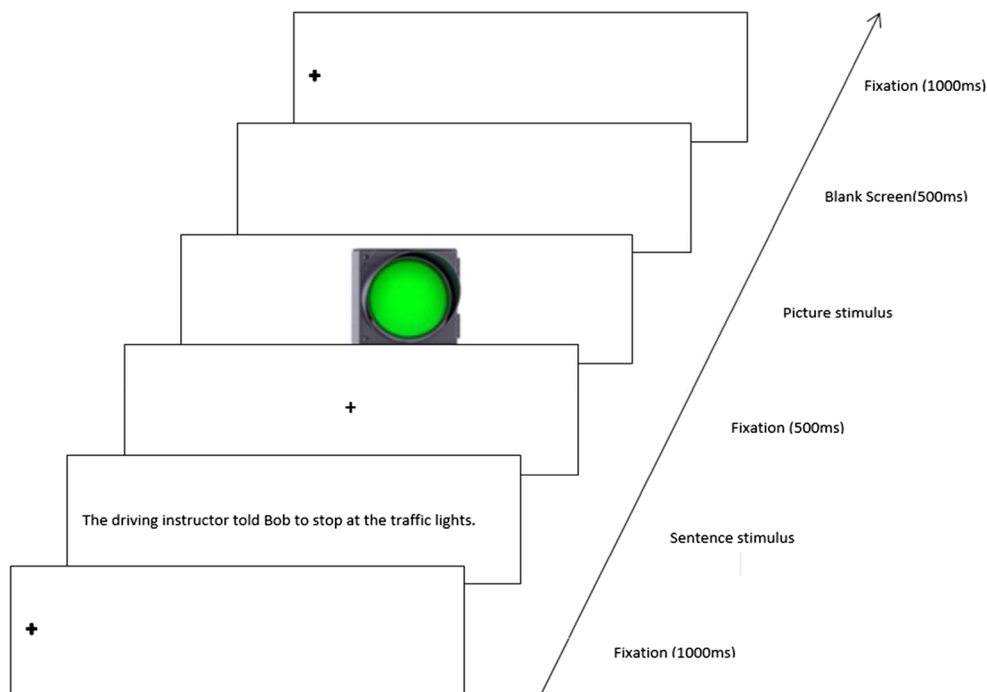 Fixation (1000ms)
Blank Screen(500ms)
Picture stimulus
Fixation (500ms)
The driving instructor told Bob to stop at the traffic lights.
Sentence stimulus
Fixation (1000ms)